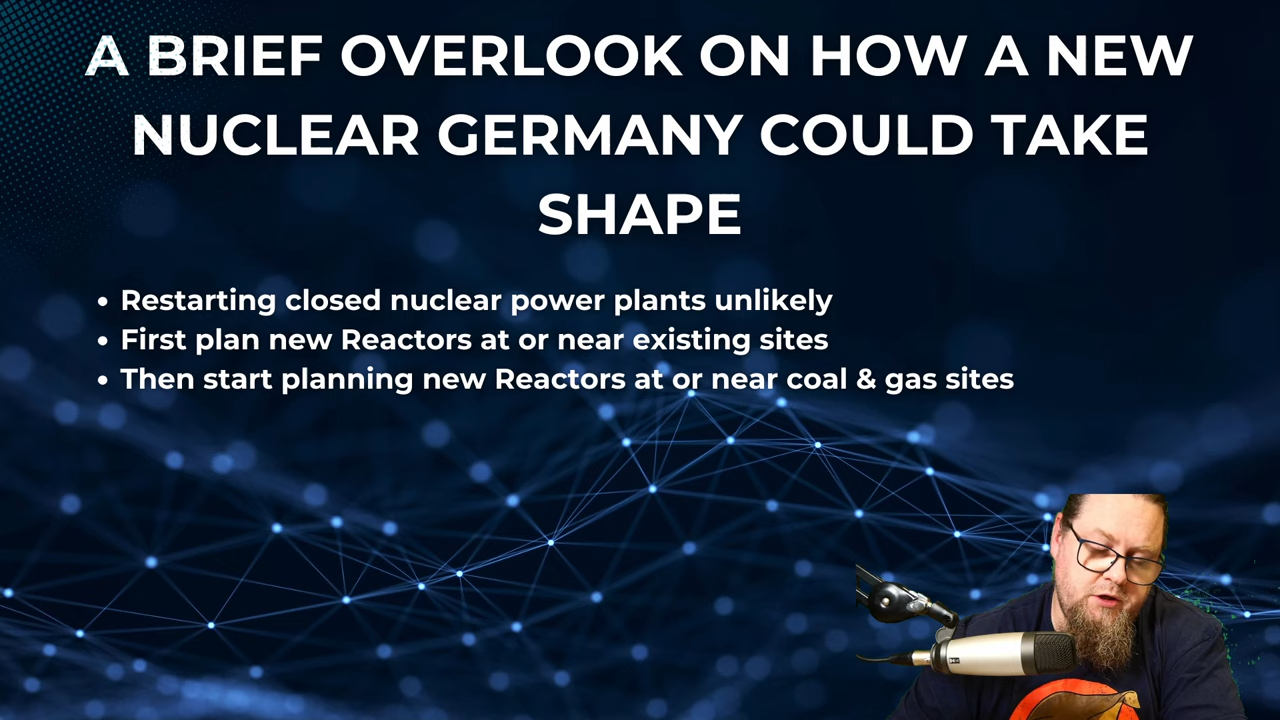 A BRIEF OVERLOOK ON HOW A NEW
NUCLEAR GERMANY COULD TAKE
SHAPE
• Restarting closed nuclear power plants unlikely
• First plan new Reactors at or near existing sites
• Then start planning new Reactors at or near coal & gas sites